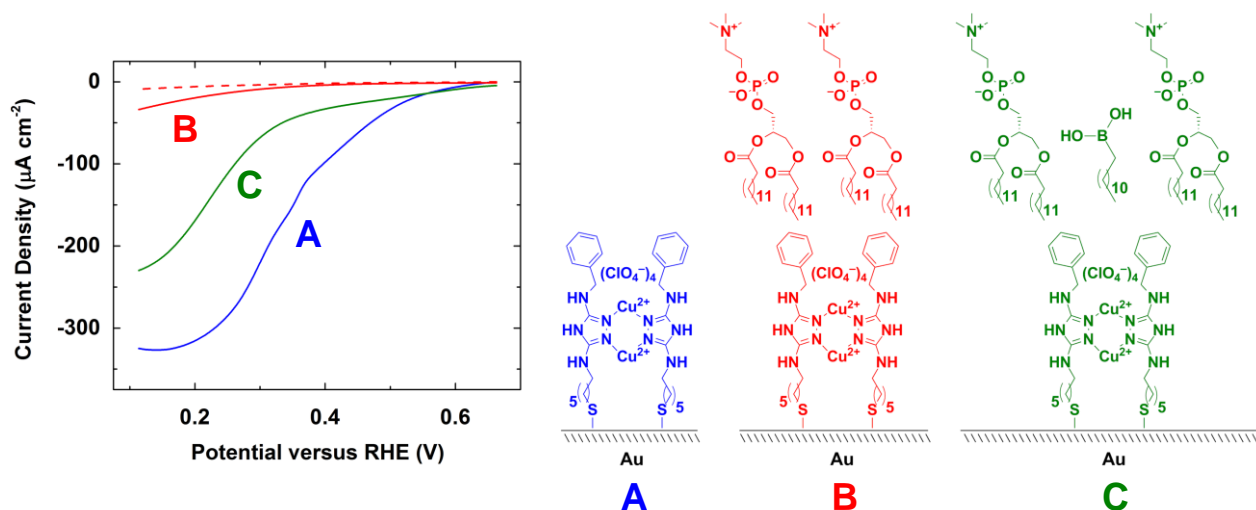 Current Density (µA cm⁻²)
0
-100
-200
-300
0.2
0.4
0.6
Potential versus RHE (V)
B
C
A
(ClO₄⁻)₄
HN
NH
Cu²⁺
N
N
HN
NH
N
N
Cu²⁺
HN
NH
5
S
S
5
Au
A
N⁺
N⁺
O
O
P
O
P
O
⁻O
O
⁻O
O
O
O
O
O
O
O
O
O
11
11
11
11
(ClO₄⁻)₄
HN
NH
Cu²⁺
N
N
HN
NH
N
N
Cu²⁺
HN
NH
5
S
S
5
Au
B
N⁺
N⁺
O
O
P
O
P
O
⁻O
O
⁻O
O
OH
HO
B
O
O
O
O
O
O
O
O
10
11
11
11
11
(ClO₄⁻)₄
HN
NH
Cu²⁺
N
N
HN
NH
N
N
Cu²⁺
HN
NH
5
S
S
5
Au
C